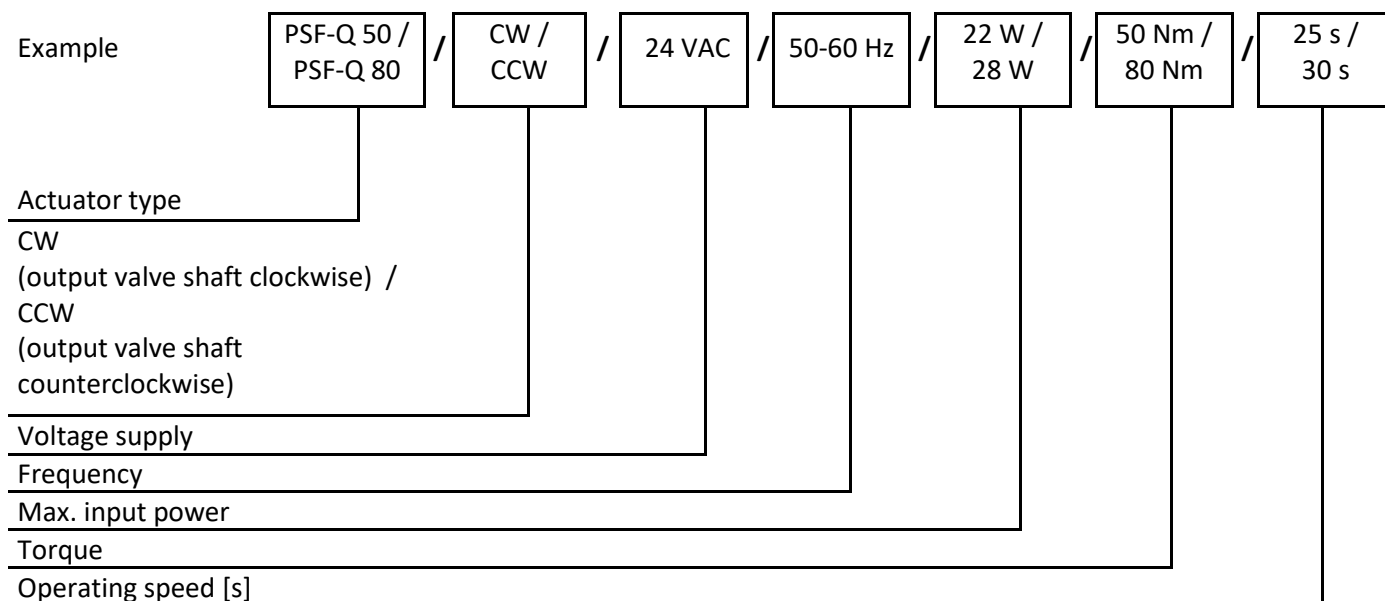 Example
PSF-Q 50 /
PSF-Q 80
/
CW /
CCW
/
24 VAC
/
50-60 Hz
/
22 W /
28 W
/
50 Nm /
80 Nm
/
25 s /
30 s
Actuator type
CW
(output valve shaft clockwise) /
CCW
(output valve shaft
counterclockwise)
Voltage supply
Frequency
Max. input power
Torque
Operating speed [s]